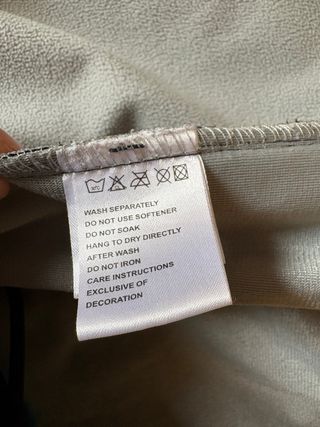 WASH SEPARATELY
DO NOT USE SOFTENER
DO NOT SOAK
HANG TO DRY DIRECTLY
AFTER WASH
DO NOT IRON
CARE INSTRUCTIONS
EXCLUSIVE OF
DECORATION